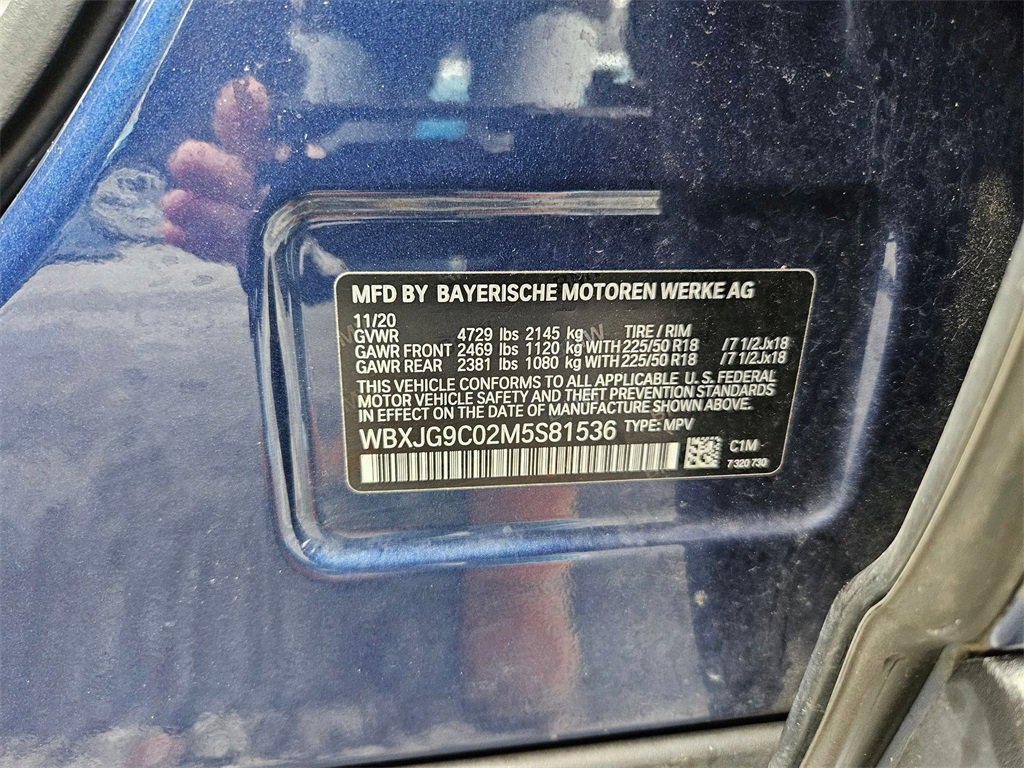 MFD BY BAYERISCHE MOTOREN WERKE AG
11/20
GVWR 4729 lbs 2145 kg TIRE / RIM
GAWR FRONT 2469 lbs 1120 kg WITH 225/50 R18 /7 1/2Jx18
GAWR REAR 2381 lbs 1080 kg WITH 225/50 R18 /7 1/2Jx18
THIS VEHICLE CONFORMS TO ALL APPLICABLE U.S. FEDERAL
MOTOR VEHICLE SAFETY AND THEFT PREVENTION STANDARDS
IN EFFECT ON THE DATE OF MANUFACTURE SHOWN ABOVE.
WBXJG9C02M5S81536 TYPE: MPV
C1M
7 320 730